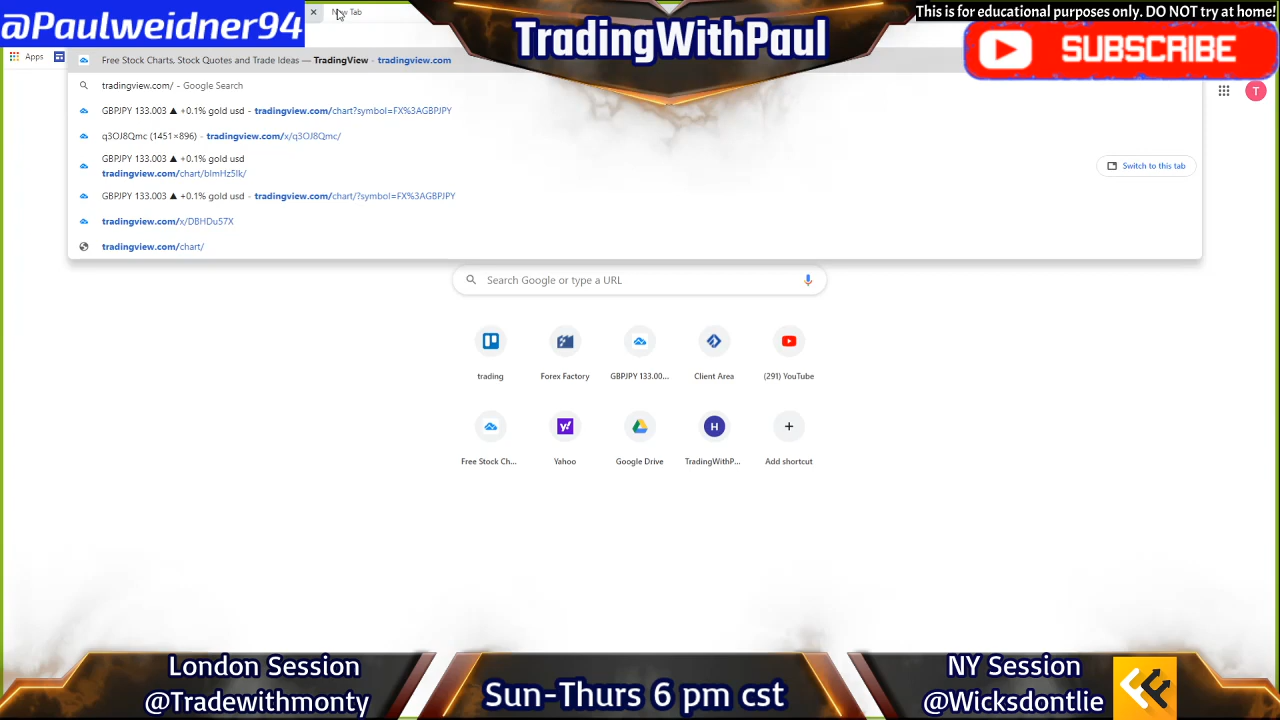 @Paulweidner94
New Tab
TradingWithPaul
This is for educational purposes only. DO NOT try at home!
SUBSCRIBE
Apps
Free Stock Charts, Stock Quotes and Trade Ideas — TradingView - tradingview.com
tradingview.com/ - Google Search
T
GBPJPY 133.003 ▲ +0.1% gold usd - tradingview.com/chart?symbol=FX%3AGBPJPY
q3OJ8Qmc (1451×896) - tradingview.com/x/q3OJ8Qmc/
GBPJPY 133.003 ▲ +0.1% gold usd
tradingview.com/chart/blmHz5lk/
Switch to this tab
GBPJPY 133.003 ▲ +0.1% gold usd - tradingview.com/chart/?symbol=FX%3AGBPJPY
tradingview.com/x/DBHDu57X
tradingview.com/chart/
Search Google or type a URL
trading
Forex Factory
GBPJPY 133.00...
Client Area
(291) YouTube
y!
H
Free Stock Ch...
Yahoo
Google Drive
TradingWithP...
Add shortcut
London Session
@Tradewithmonty
Sun-Thurs 6 pm cst
NY Session
@Wicksdontlie